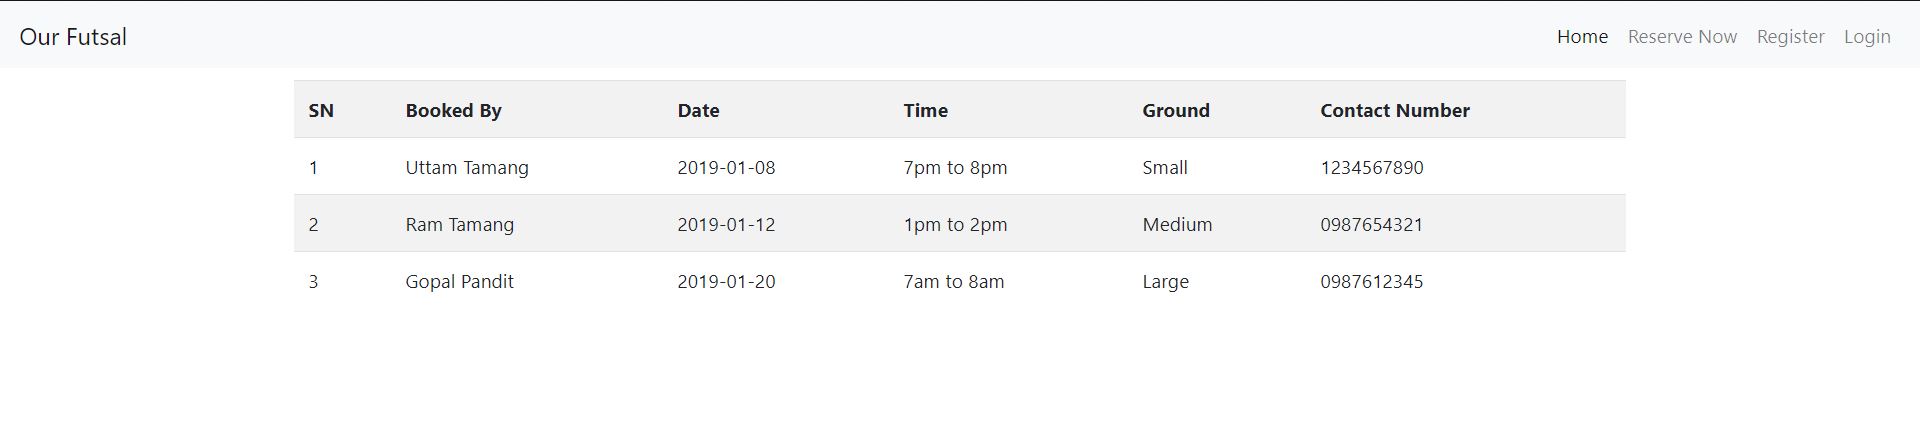 Our Futsal Home Reserve Now Register Login
SN Booked By Date Time Ground Contact Number
1 Uttam Tamang 2019-01-08 7pm to 8pm Small 1234567890
2 Ram Tamang 2019-01-12 1pm to 2pm Medium 0987654321
3 Gopal Pandit 2019-01-20 7am to 8am Large 0987612345